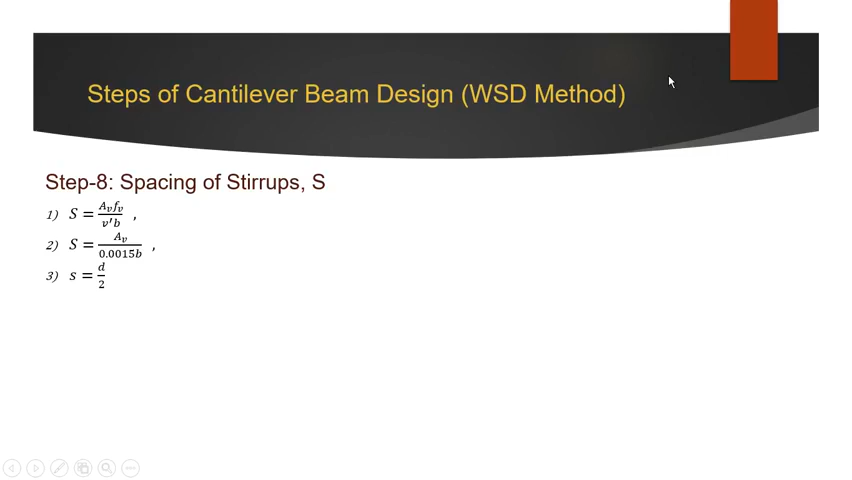 Steps of Cantilever Beam Design (WSD Method)
Step-8: Spacing of Stirrups, S
1) S = A_v f_v / v′b ,
2) S = A_v / 0.0015b ,
3) s = d / 2